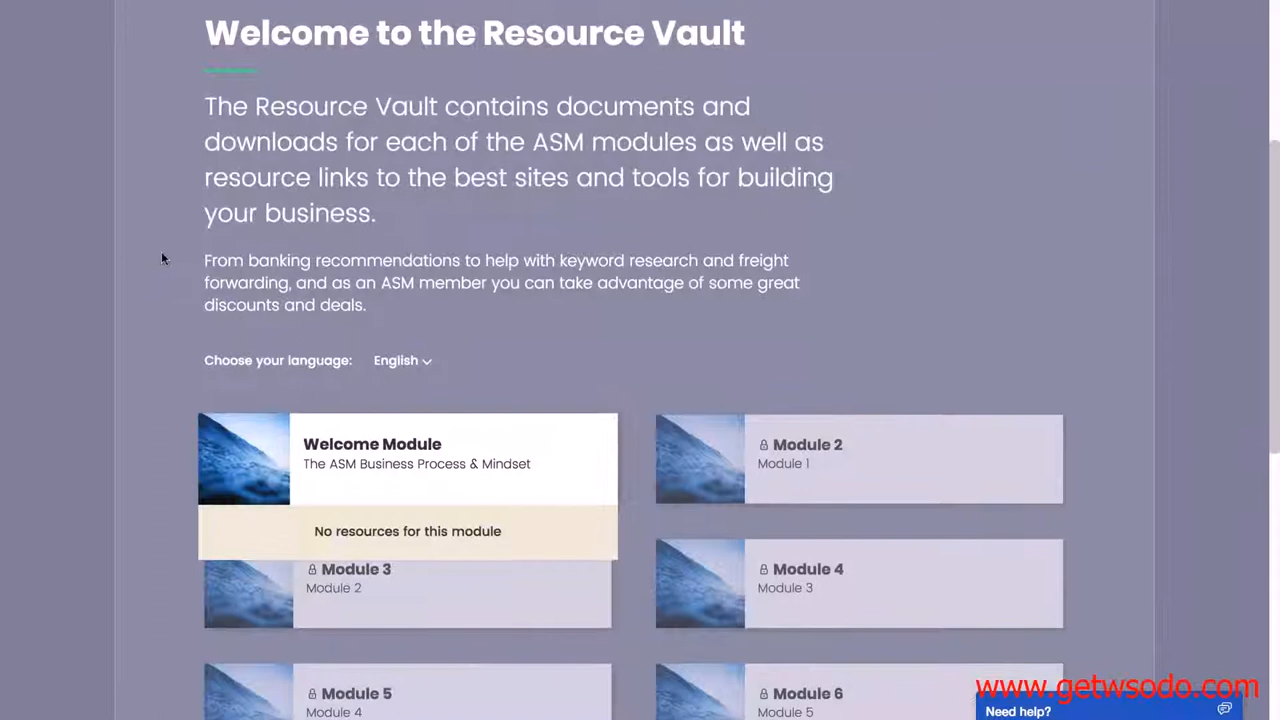 Welcome to the Resource Vault
The Resource Vault contains documents and
downloads for each of the ASM modules as well as
resource links to the best sites and tools for building
your business.
From banking recommendations to help with keyword research and freight
forwarding, and as an ASM member you can take advantage of some great
discounts and deals.
Choose your language: English
Welcome Module
The ASM Business Process & Mindset
No resources for this module
Module 2
Module 1
Module 3
Module 2
Module 4
Module 3
Module 5
Module 4
Module 6
Module 5
www.getwsodo.com
Need help?